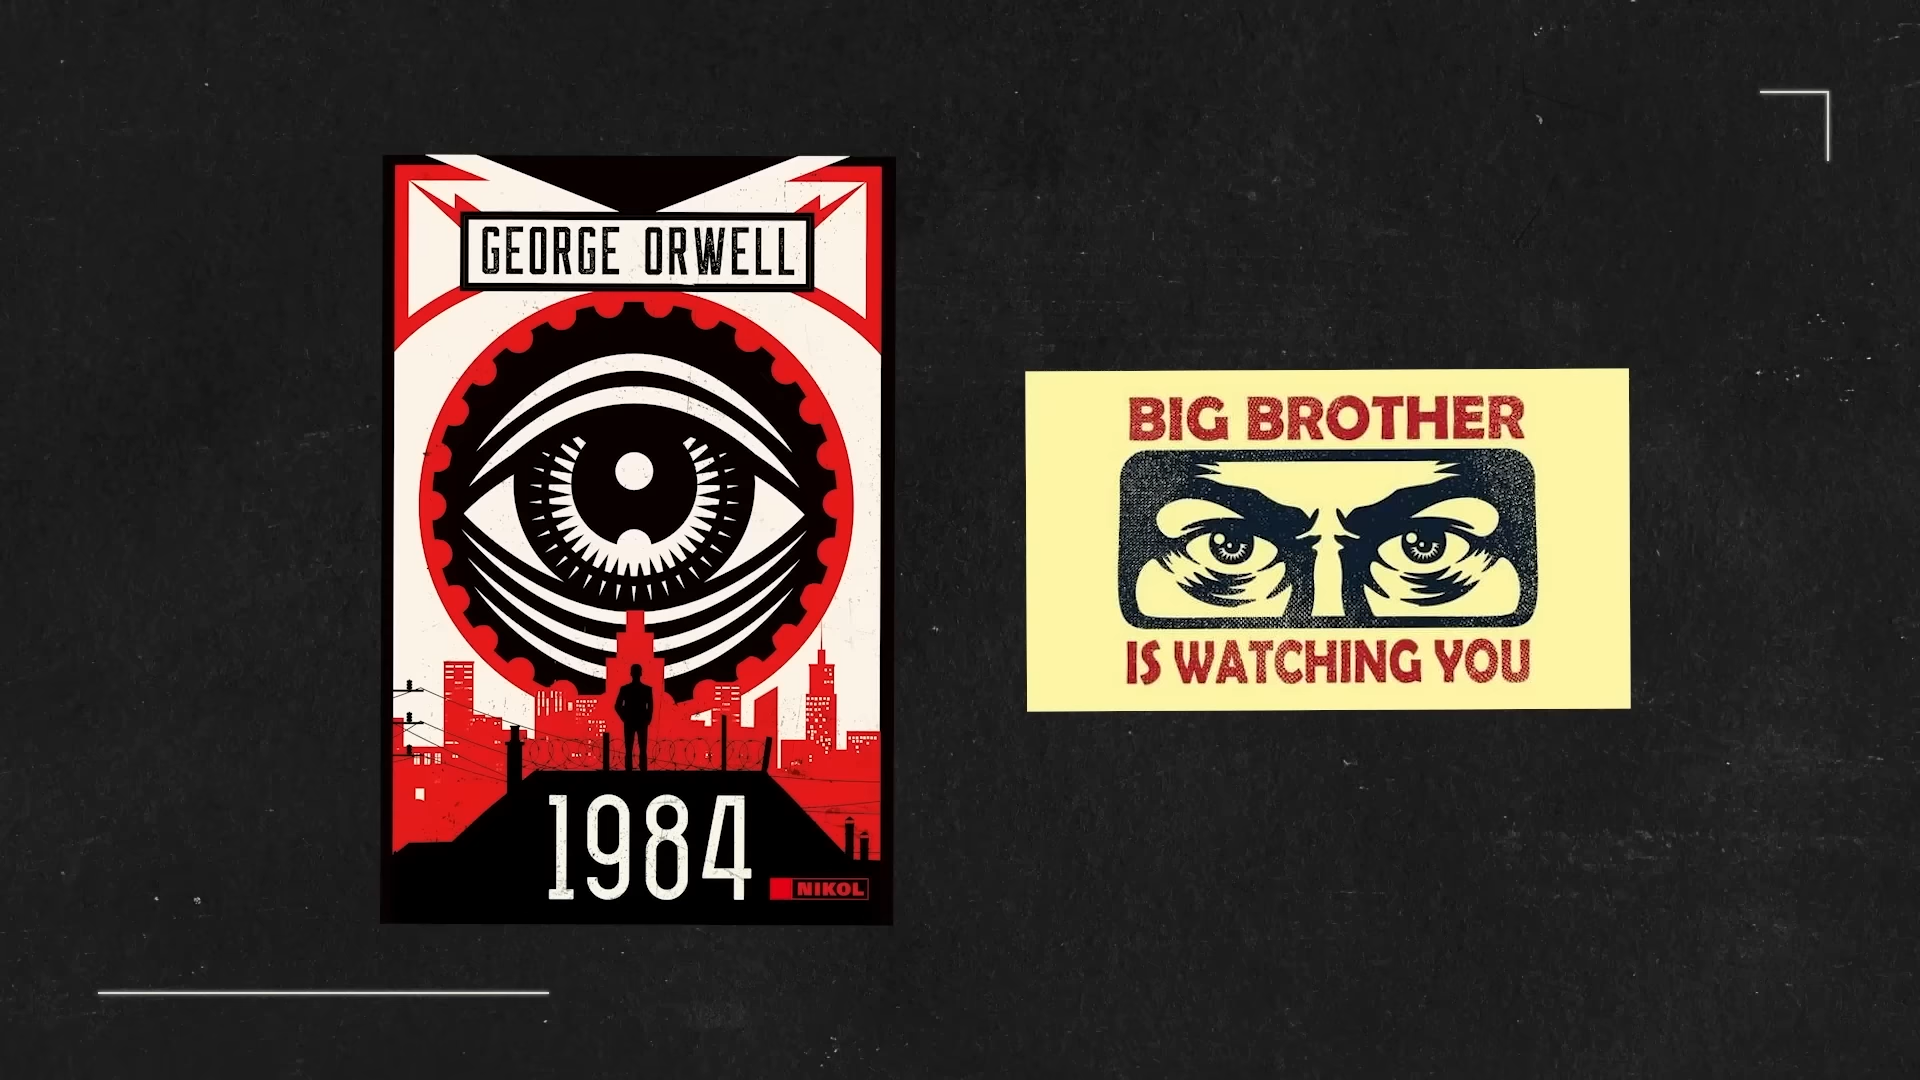 GEORGE ORWELL
1984
NIKOL
BIG BROTHER
IS WATCHING YOU